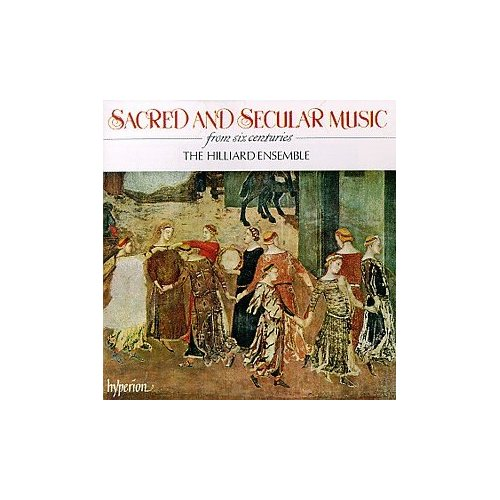 SACRED AND SECULAR MUSIC
from six centuries
THE HILLIARD ENSEMBLE
hyperion